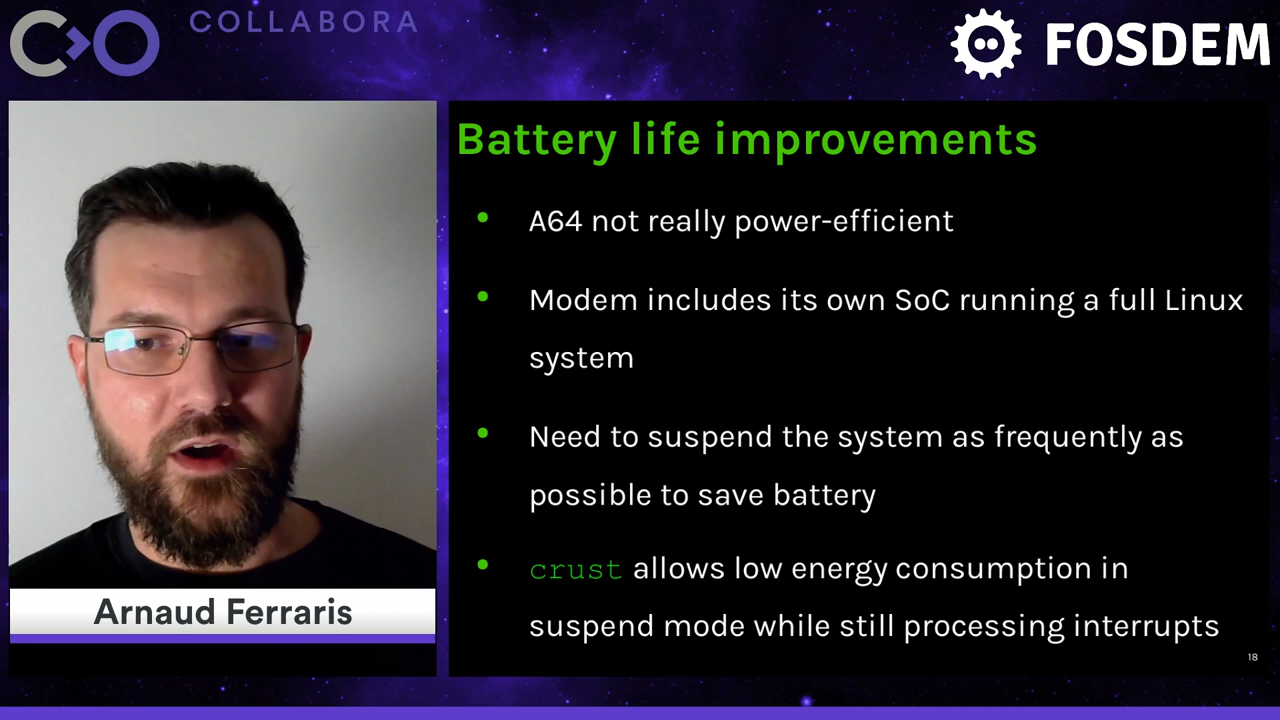 COLLABORA
FOSDEM
Battery life improvements
• A64 not really power-efficient
• Modem includes its own SoC running a full Linux
system
• Need to suspend the system as frequently as
possible to save battery
• crust allows low energy consumption in
suspend mode while still processing interrupts
18
Arnaud Ferraris